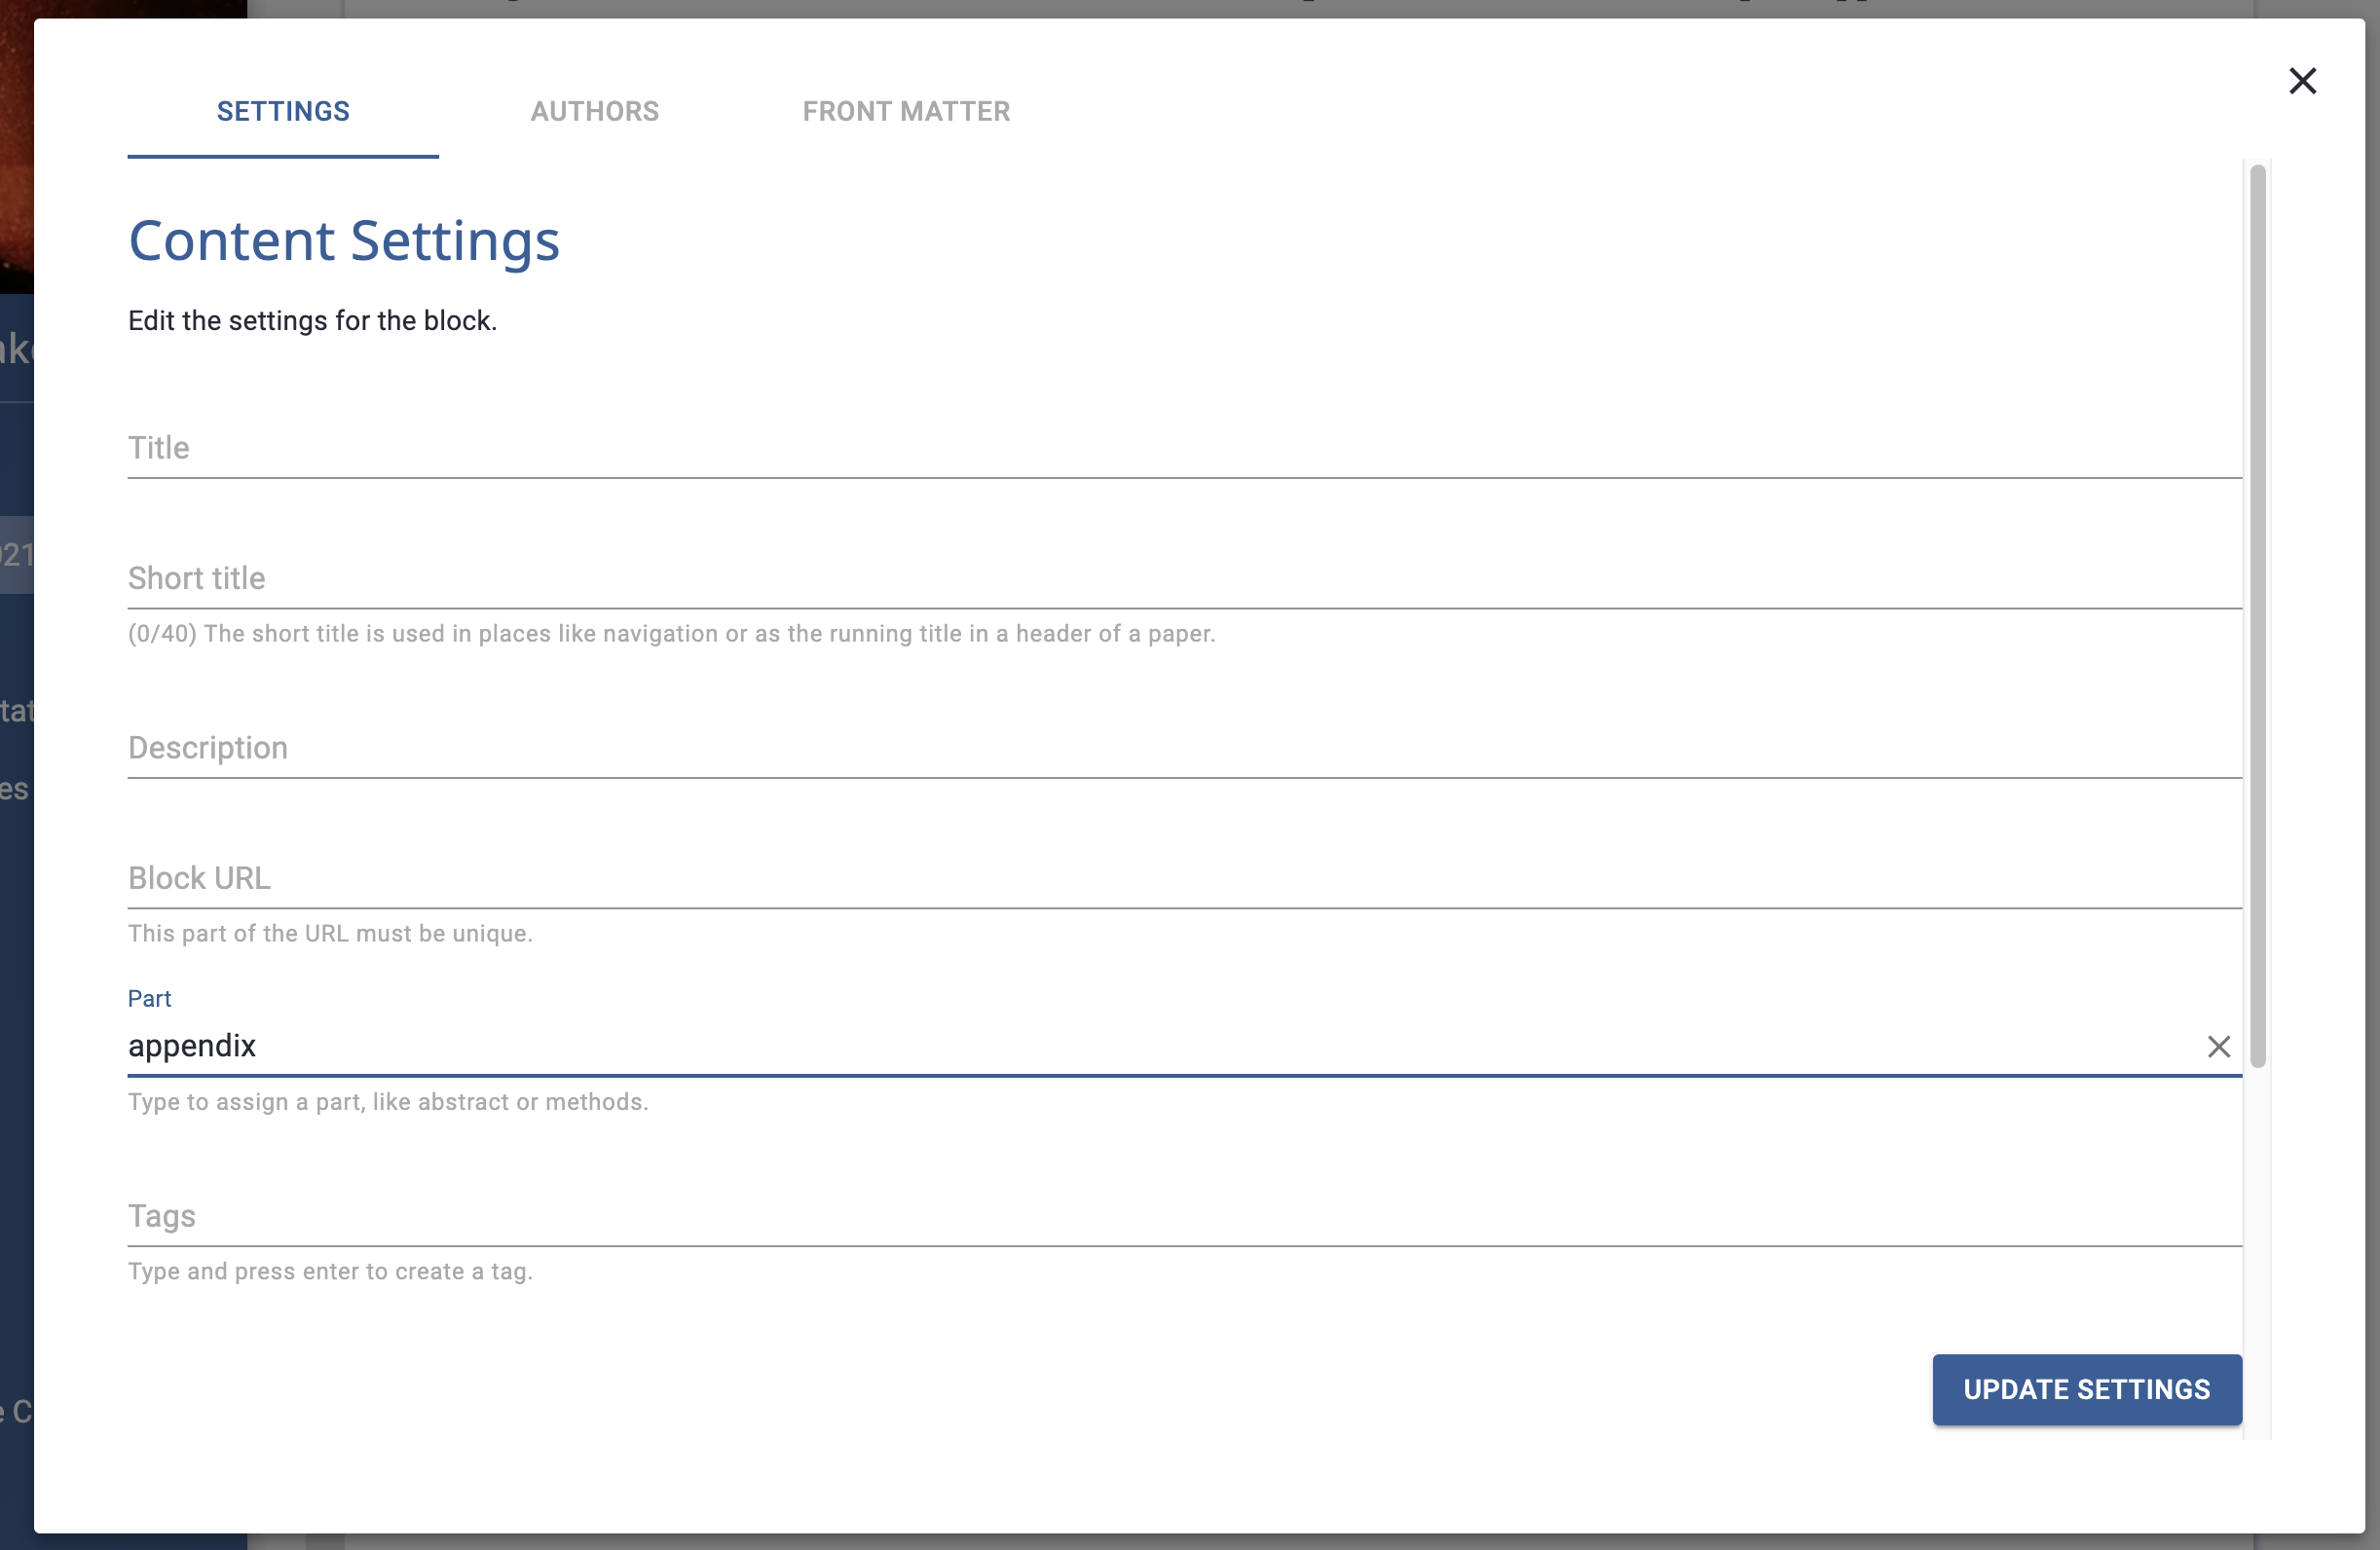 SETTINGS AUTHORS FRONT MATTER
Content Settings
Edit the settings for the block.
Title
Short title
(0/40) The short title is used in places like navigation or as the running title in a header of a paper.
Description
Block URL
This part of the URL must be unique.
Part
appendix
Type to assign a part, like abstract or methods.
Tags
Type and press enter to create a tag.
UPDATE SETTINGS